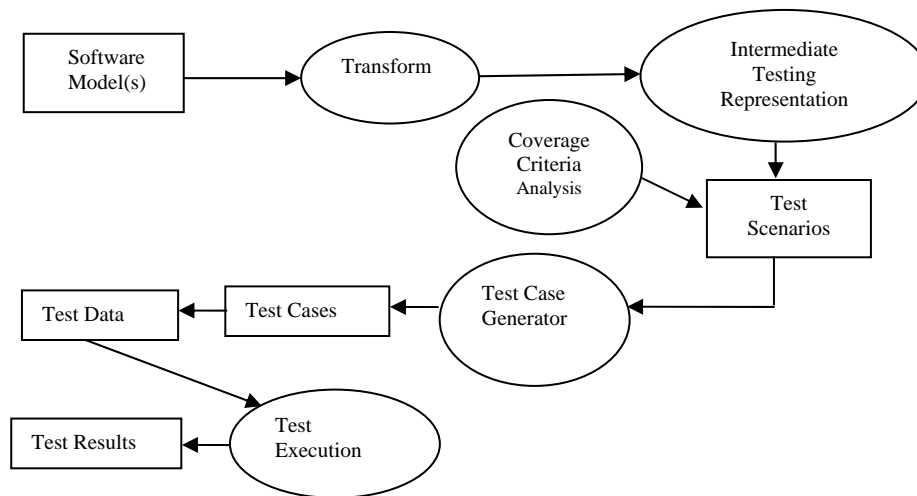 Software
Model(s)
Transform
Intermediate
Testing
Representation
Coverage
Criteria
Analysis
Test
Scenarios
Test Case
Generator
Test Cases
Test Data
Test
Execution
Test Results